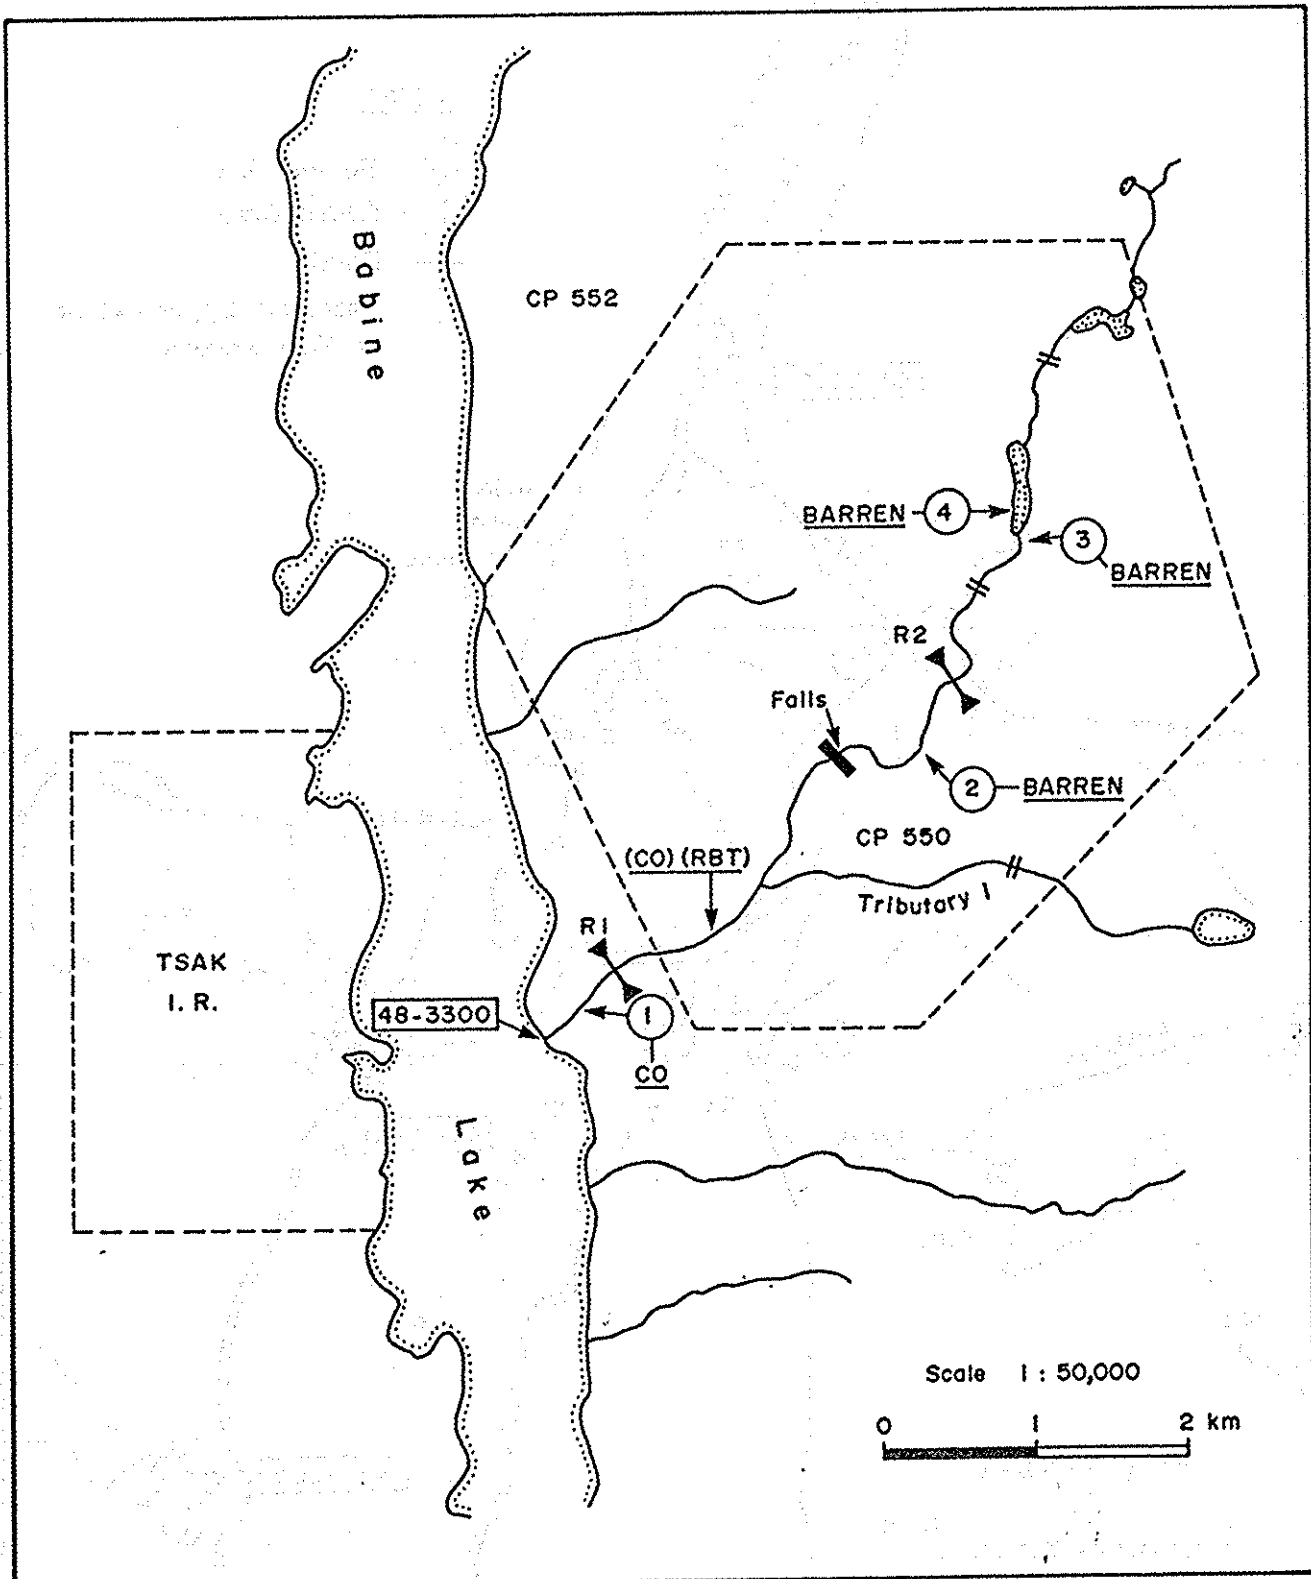 Babine
CP 552
BARREN
4
3
BARREN
R2
Falls
2
BARREN
CP 550
(CO) (RBT)
Tributary 1
R1
TSAK
I. R.
48-3300
1
CO
Lake
Scale 1 : 50,000
0 1 2 km